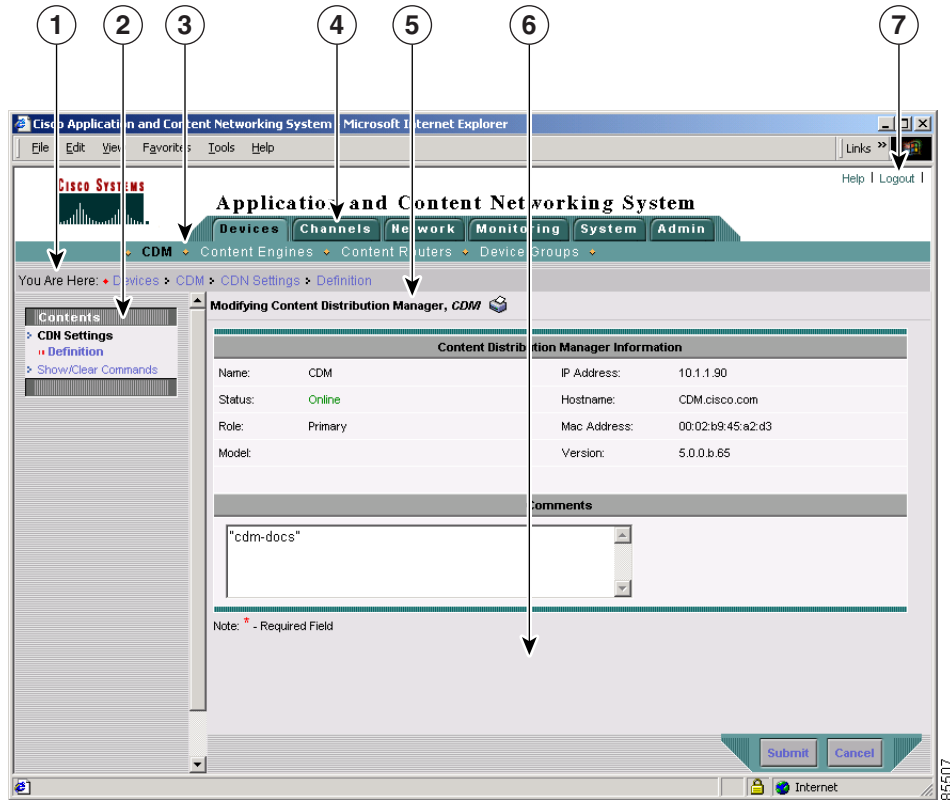 1 2 3 4 5 6 7
Cisco Application and Content Networking System - Microsoft Internet Explorer
File Edit View Favorites Tools Help Links »
CISCO SYSTEMS
Help | Logout |
Application and Content Networking System
Devices Channels Network Monitoring System Admin
CDM Content Engines Content Routers Device Groups
You Are Here: Devices CDM CDN Settings Definition
Contents
CDN Settings
Definition
Show/Clear Commands
Modifying Content Distribution Manager, CDM
Content Distribution Manager Information
Name: CDM IP Address: 10.1.1.90
Status: Online Hostname: CDM.cisco.com
Role: Primary Mac Address: 00:02:b9:45:a2:d3
Model: Version: 5.0.0.b.65
Comments
"cdm-docs"
Note: * - Required Field
Submit Cancel
Internet